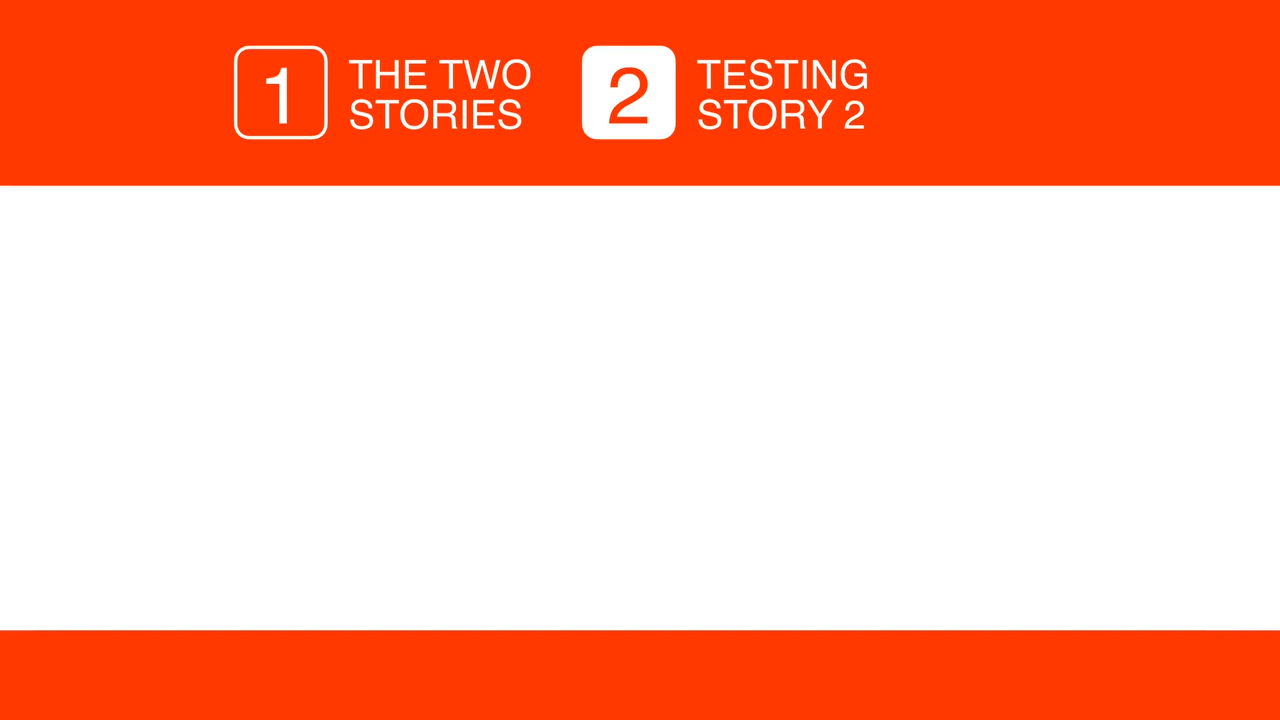 1
THE TWO
STORIES
2
TESTING
STORY 2